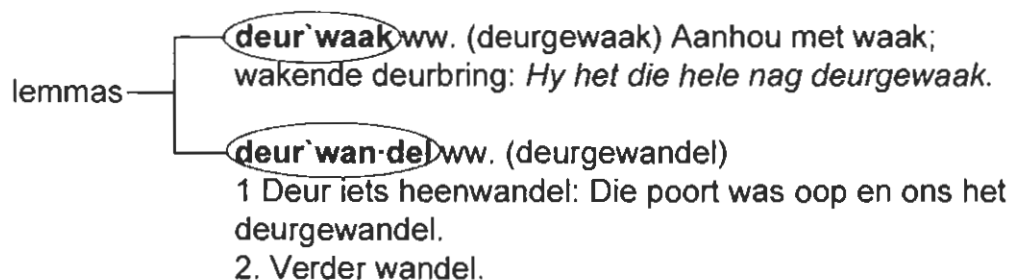 deur`waak ww. (deurgewaak) Aanhou met waak;
wakende deurbring: Hy het die hele nag deurgewaak.
lemmas
deur`wan·del ww. (deurgewandel)
1 Deur iets heenwandel: Die poort was oop en ons het
deurgewandel.
2. Verder wandel.